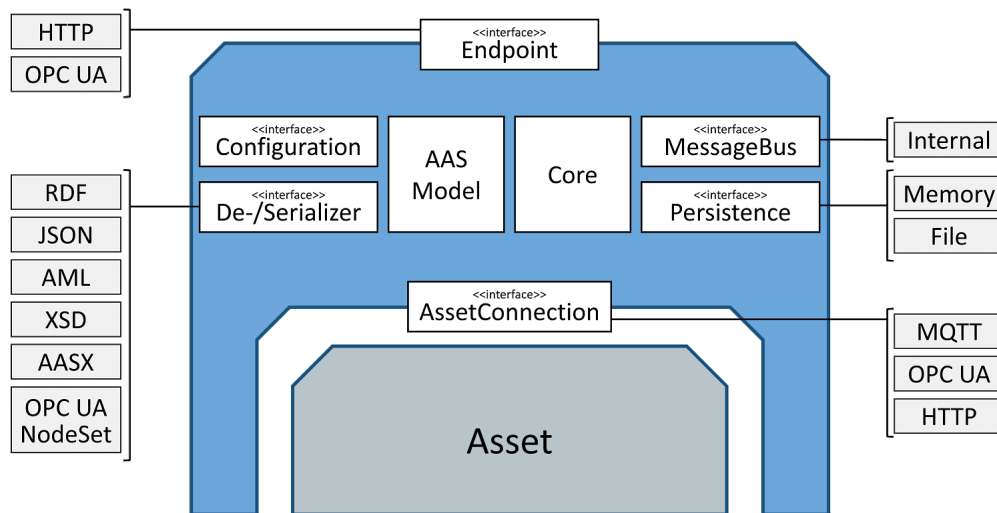 HTTP
OPC UA
<<interface>>
Endpoint
<<interface>>
Configuration
<<interface>>
De-/Serializer
AAS
Model
Core
<<interface>>
MessageBus
<<interface>>
Persistence
Internal
Memory
File
RDF
JSON
AML
XSD
AASX
OPC UA
NodeSet
<<interface>>
AssetConnection
MQTT
OPC UA
HTTP
Asset